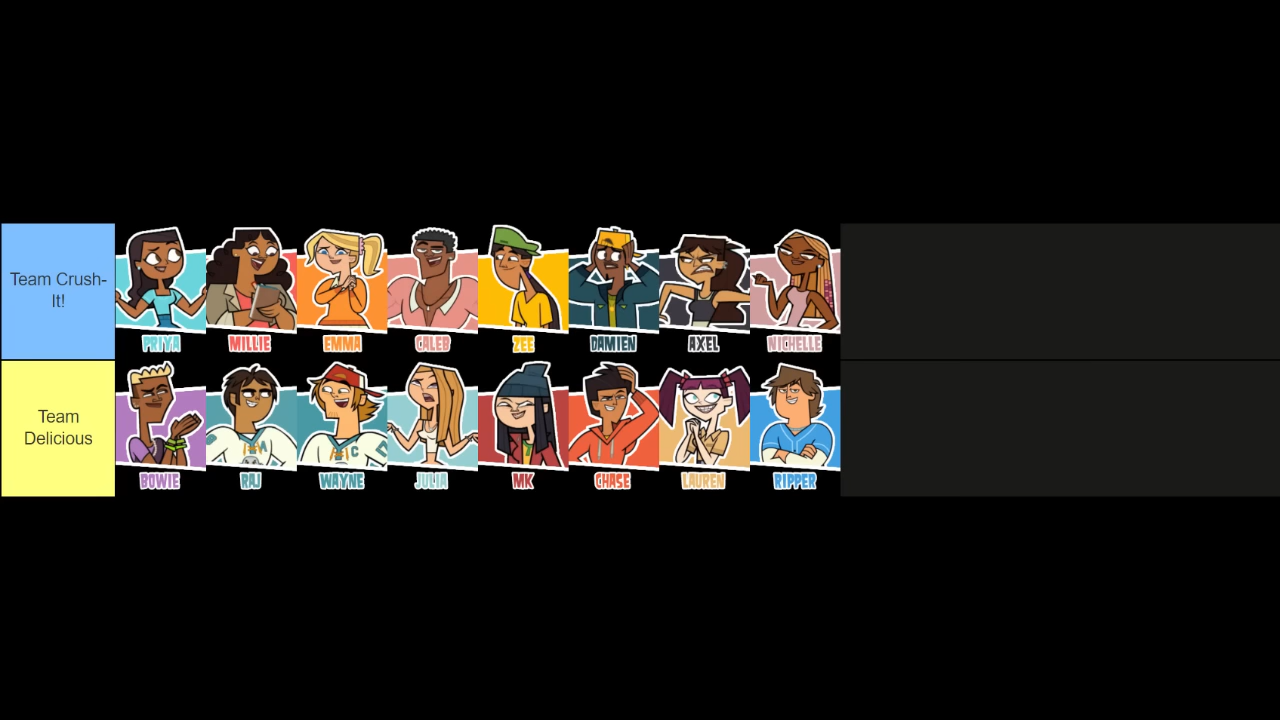 Team Crush-
It!
PRIYA MILLIE EMMA CALEB ZEE DAMIEN AXEL NICHELLE
Team
Delicious
BOWIE RAJ WAYNE JULIA MK CHASE LAUREN RIPPER